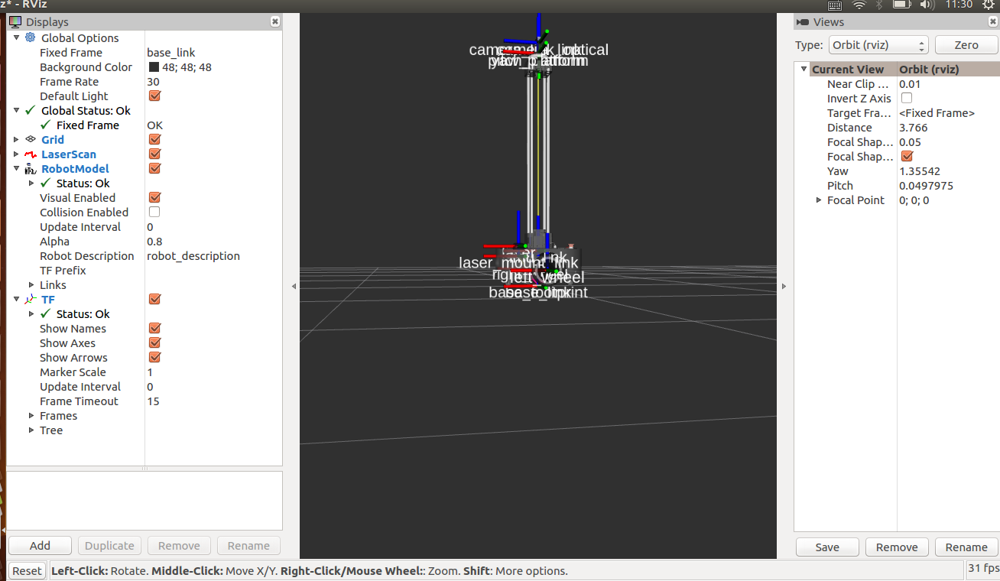 z* - RViz
11:30
Displays
Global Options
Fixed Frame base_link
Background Color 48; 48; 48
Frame Rate 30
Default Light
Global Status: Ok
Fixed Frame OK
Grid
LaserScan
RobotModel
Status: Ok
Visual Enabled
Collision Enabled
Update Interval 0
Alpha 0.8
Robot Description robot_description
TF Prefix
Links
TF
Status: Ok
Show Names
Show Axes
Show Arrows
Marker Scale 1
Update Interval 0
Frame Timeout 15
Frames
Tree
Add Duplicate Remove Rename
laser_mount_link
left_wheel
Views
Type: Orbit (rviz) Zero
Current View Orbit (rviz)
Near Clip ... 0.01
Invert Z Axis
Target Fra... <Fixed Frame>
Distance 3.766
Focal Shap... 0.05
Focal Shap...
Yaw 1.35542
Pitch 0.0497975
Focal Point 0; 0; 0
Save Remove Rename
Reset Left-Click: Rotate. Middle-Click: Move X/Y. Right-Click/Mouse Wheel:: Zoom. Shift: More options.
31 fps